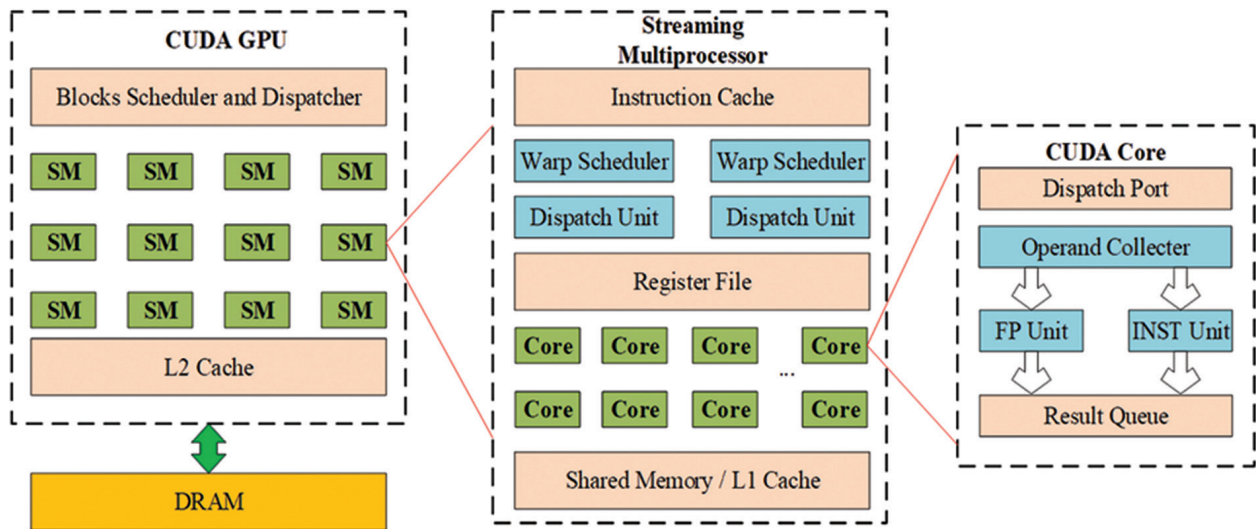 CUDA GPU
Blocks Scheduler and Dispatcher
SM SM SM SM
SM SM SM SM
SM SM SM SM
L2 Cache
DRAM
Streaming
Multiprocessor
Instruction Cache
Warp Scheduler Warp Scheduler
Dispatch Unit Dispatch Unit
Register File
Core Core Core Core
...
Core Core Core Core
Shared Memory / L1 Cache
CUDA Core
Dispatch Port
Operand Collecter
FP Unit INST Unit
Result Queue